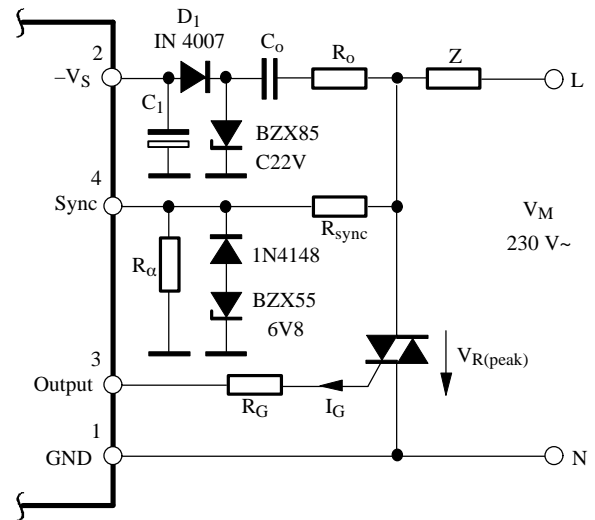 D1
IN 4007
2
–VS
Co
Ro
Z
L
C1
BZX85
C22V
4
Sync
Rsync
VM
230 V~
Rα
1N4148
BZX55
6V8
3
VR(peak)
Output
RG
IG
1
GND
N